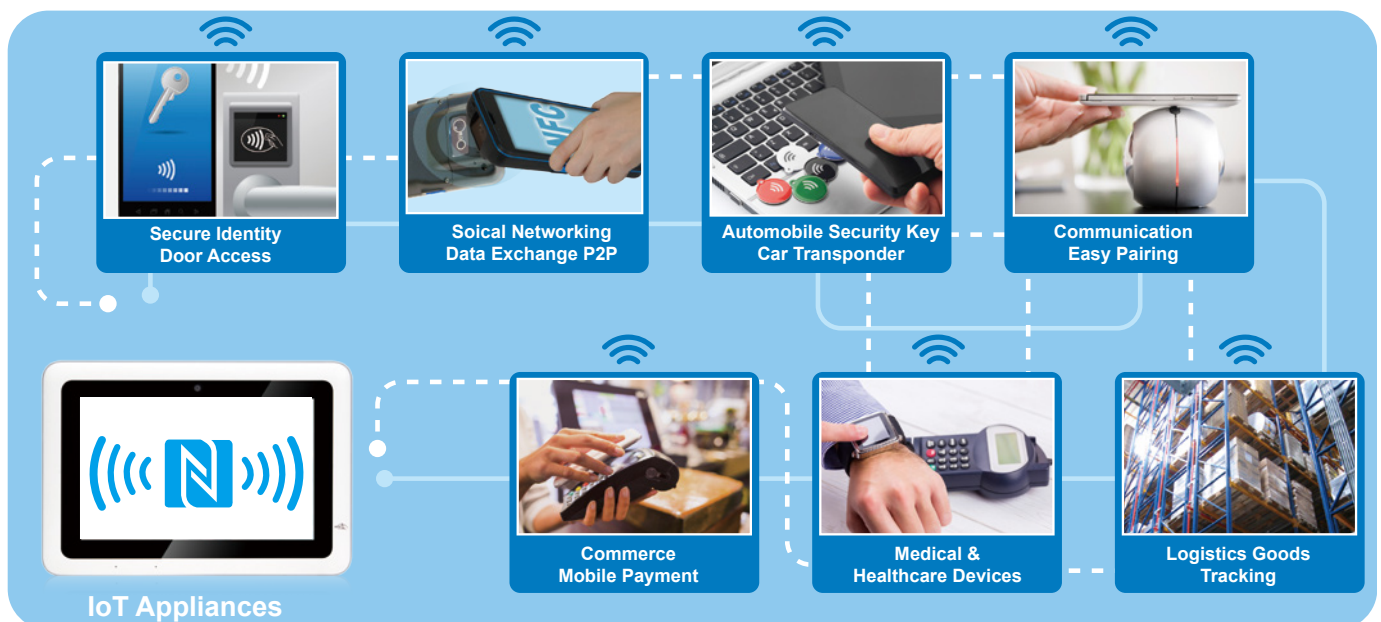 Secure Identity
Door Access
NFC
Soical Networking
Data Exchange P2P
Automobile Security Key
Car Transponder
Communication
Easy Pairing
Commerce
Mobile Payment
Medical &
Healthcare Devices
Logistics Goods
Tracking
IoT Appliances